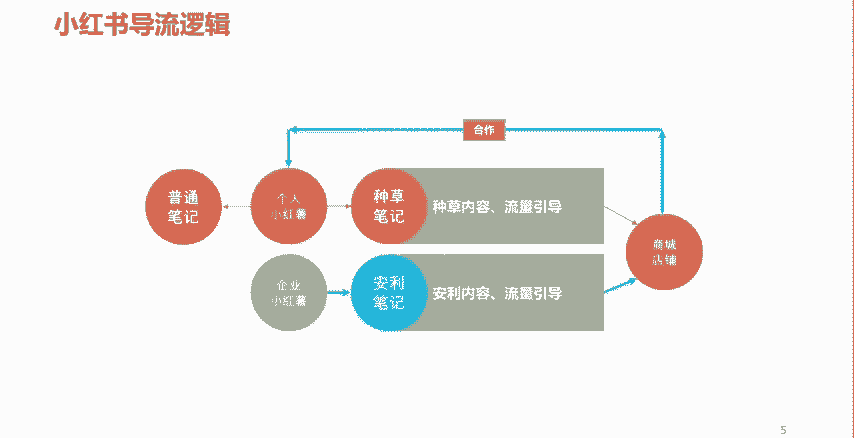 小红书导流逻辑
合作
普通
笔记
个人
小红薯
种草
笔记
种草内容、流量引导
商城
店铺
企业
小红薯
安利
笔记
安利内容、流量引导
5